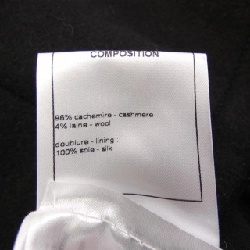 COMPOSITION
96% cachemire - cashmere
4% laine - wool
doublure - lining :
100% soie - silk